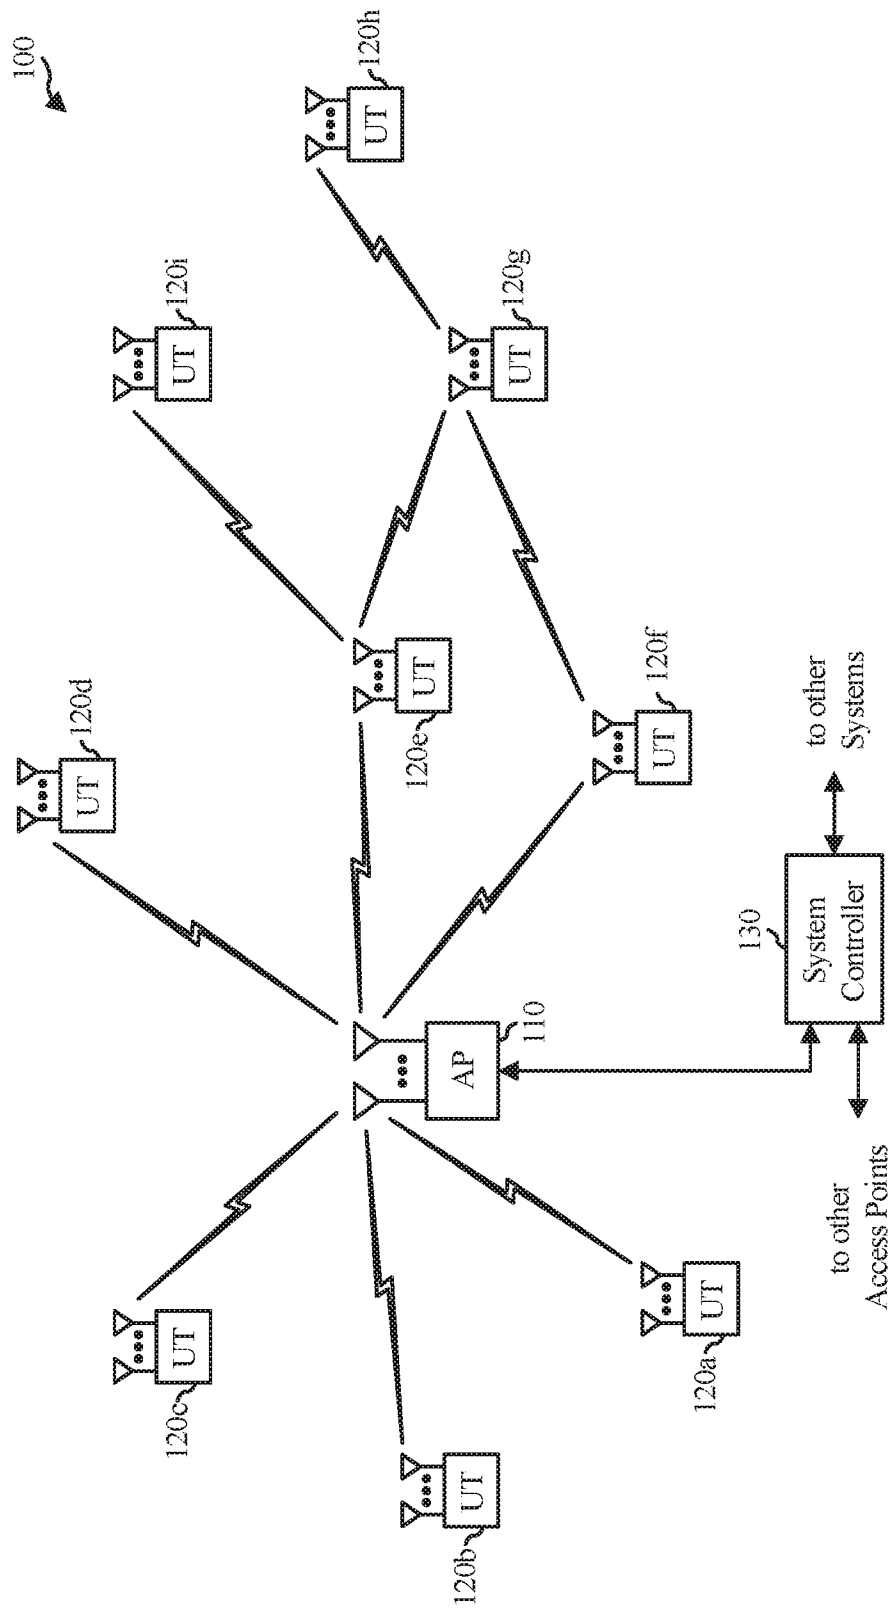 100
120d
UT
120i
UT
UT
120c
120h
UT
UT
120e
AP
110
UT
120b
120g
UT
120f
UT
UT
120a
130
System
Controller
to other
Systems
to other
Access Points